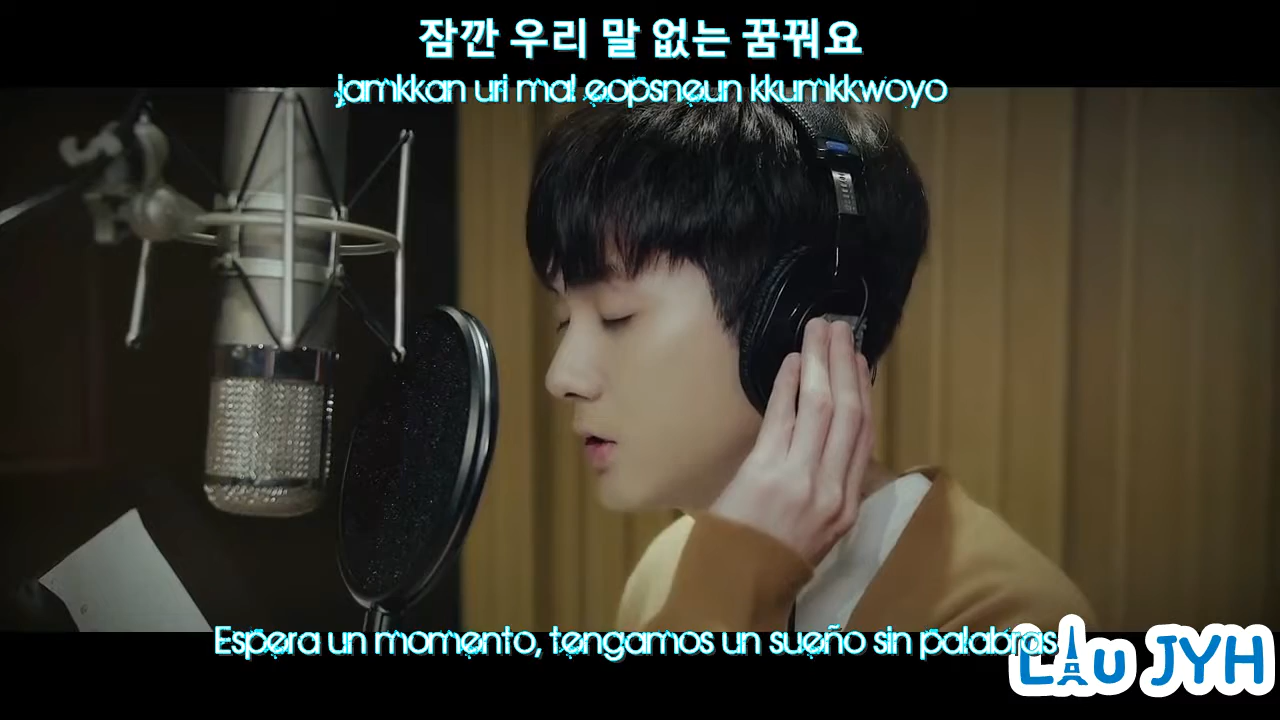 잠깐 우리 말 없는 꿈꿔요
jamkkan uri mal eopsneun kkumkkwoyo
Espera un momento, tengamos un sueño sin palabras
LAU JYH